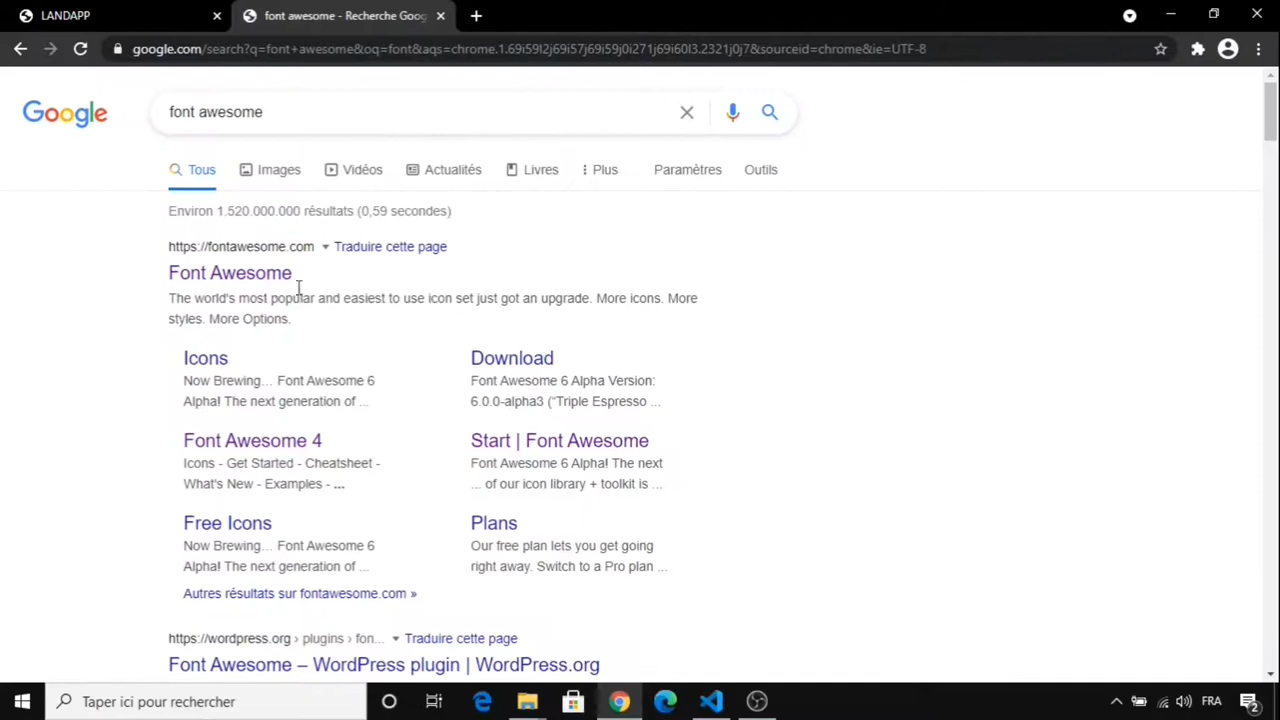 LANDAPP
font awesome - Recherche Goog
google.com/search?q=font+awesome&oq=font&aqs=chrome.1.69i59l2j69i57j69i59j0i271j69i60l3.2321j0j7&sourceid=chrome&ie=UTF-8
Google
font awesome
Tous Images Vidéos Actualités Livres Plus Paramètres Outils
Environ 1.520.000.000 résultats (0,59 secondes)
https://fontawesome.com Traduire cette page
Font Awesome
The world's most popular and easiest to use icon set just got an upgrade. More icons. More
styles. More Options.
Icons
Now Brewing… Font Awesome 6
Alpha! The next generation of ...
Download
Font Awesome 6 Alpha Version:
6.0.0-alpha3 ("Triple Espresso ...
Font Awesome 4
Icons - Get Started - Cheatsheet -
What's New - Examples - ...
Start | Font Awesome
Font Awesome 6 Alpha! The next
... of our icon library + toolkit is ...
Free Icons
Now Brewing… Font Awesome 6
Alpha! The next generation of ...
Plans
Our free plan lets you get going
right away. Switch to a Pro plan ...
Autres résultats sur fontawesome.com »
https://wordpress.org › plugins › fon... Traduire cette page
Font Awesome – WordPress plugin | WordPress.org
Taper ici pour rechercher
FRA
2